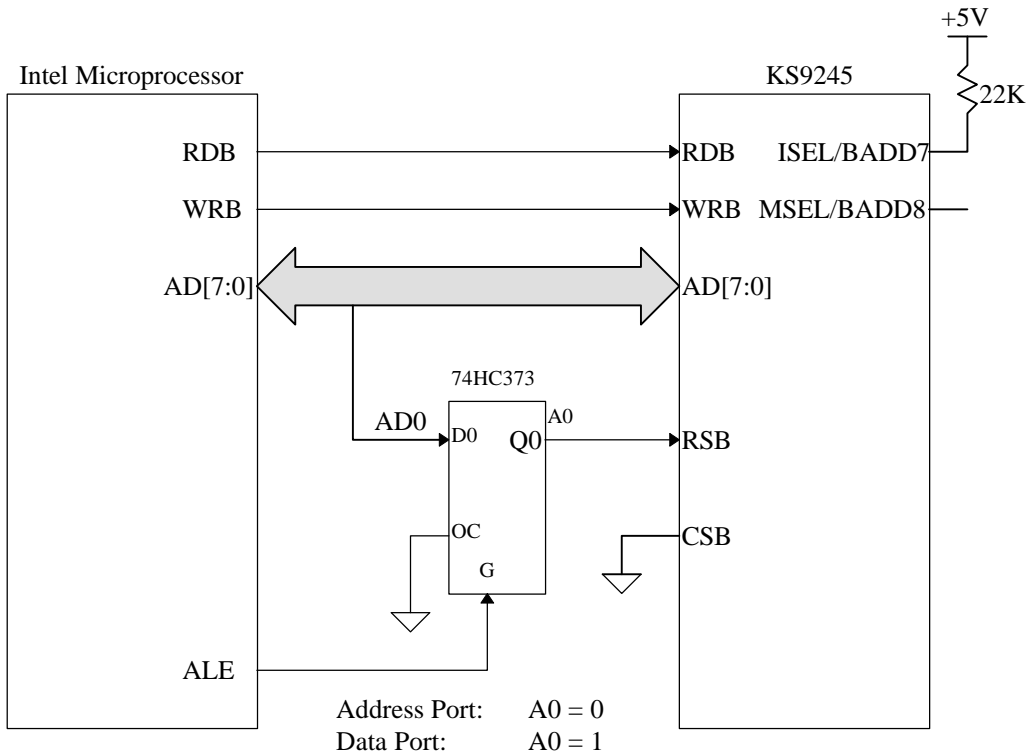 +5V
Intel Microprocessor
KS9245
22K
RDB
RDB
ISEL/BADD7
WRB
WRB
MSEL/BADD8
AD[7:0]
AD[7:0]
74HC373
AD0
D0
Q0
A0
RSB
OC
CSB
G
ALE
Address Port: A0 = 0
Data Port: A0 = 1